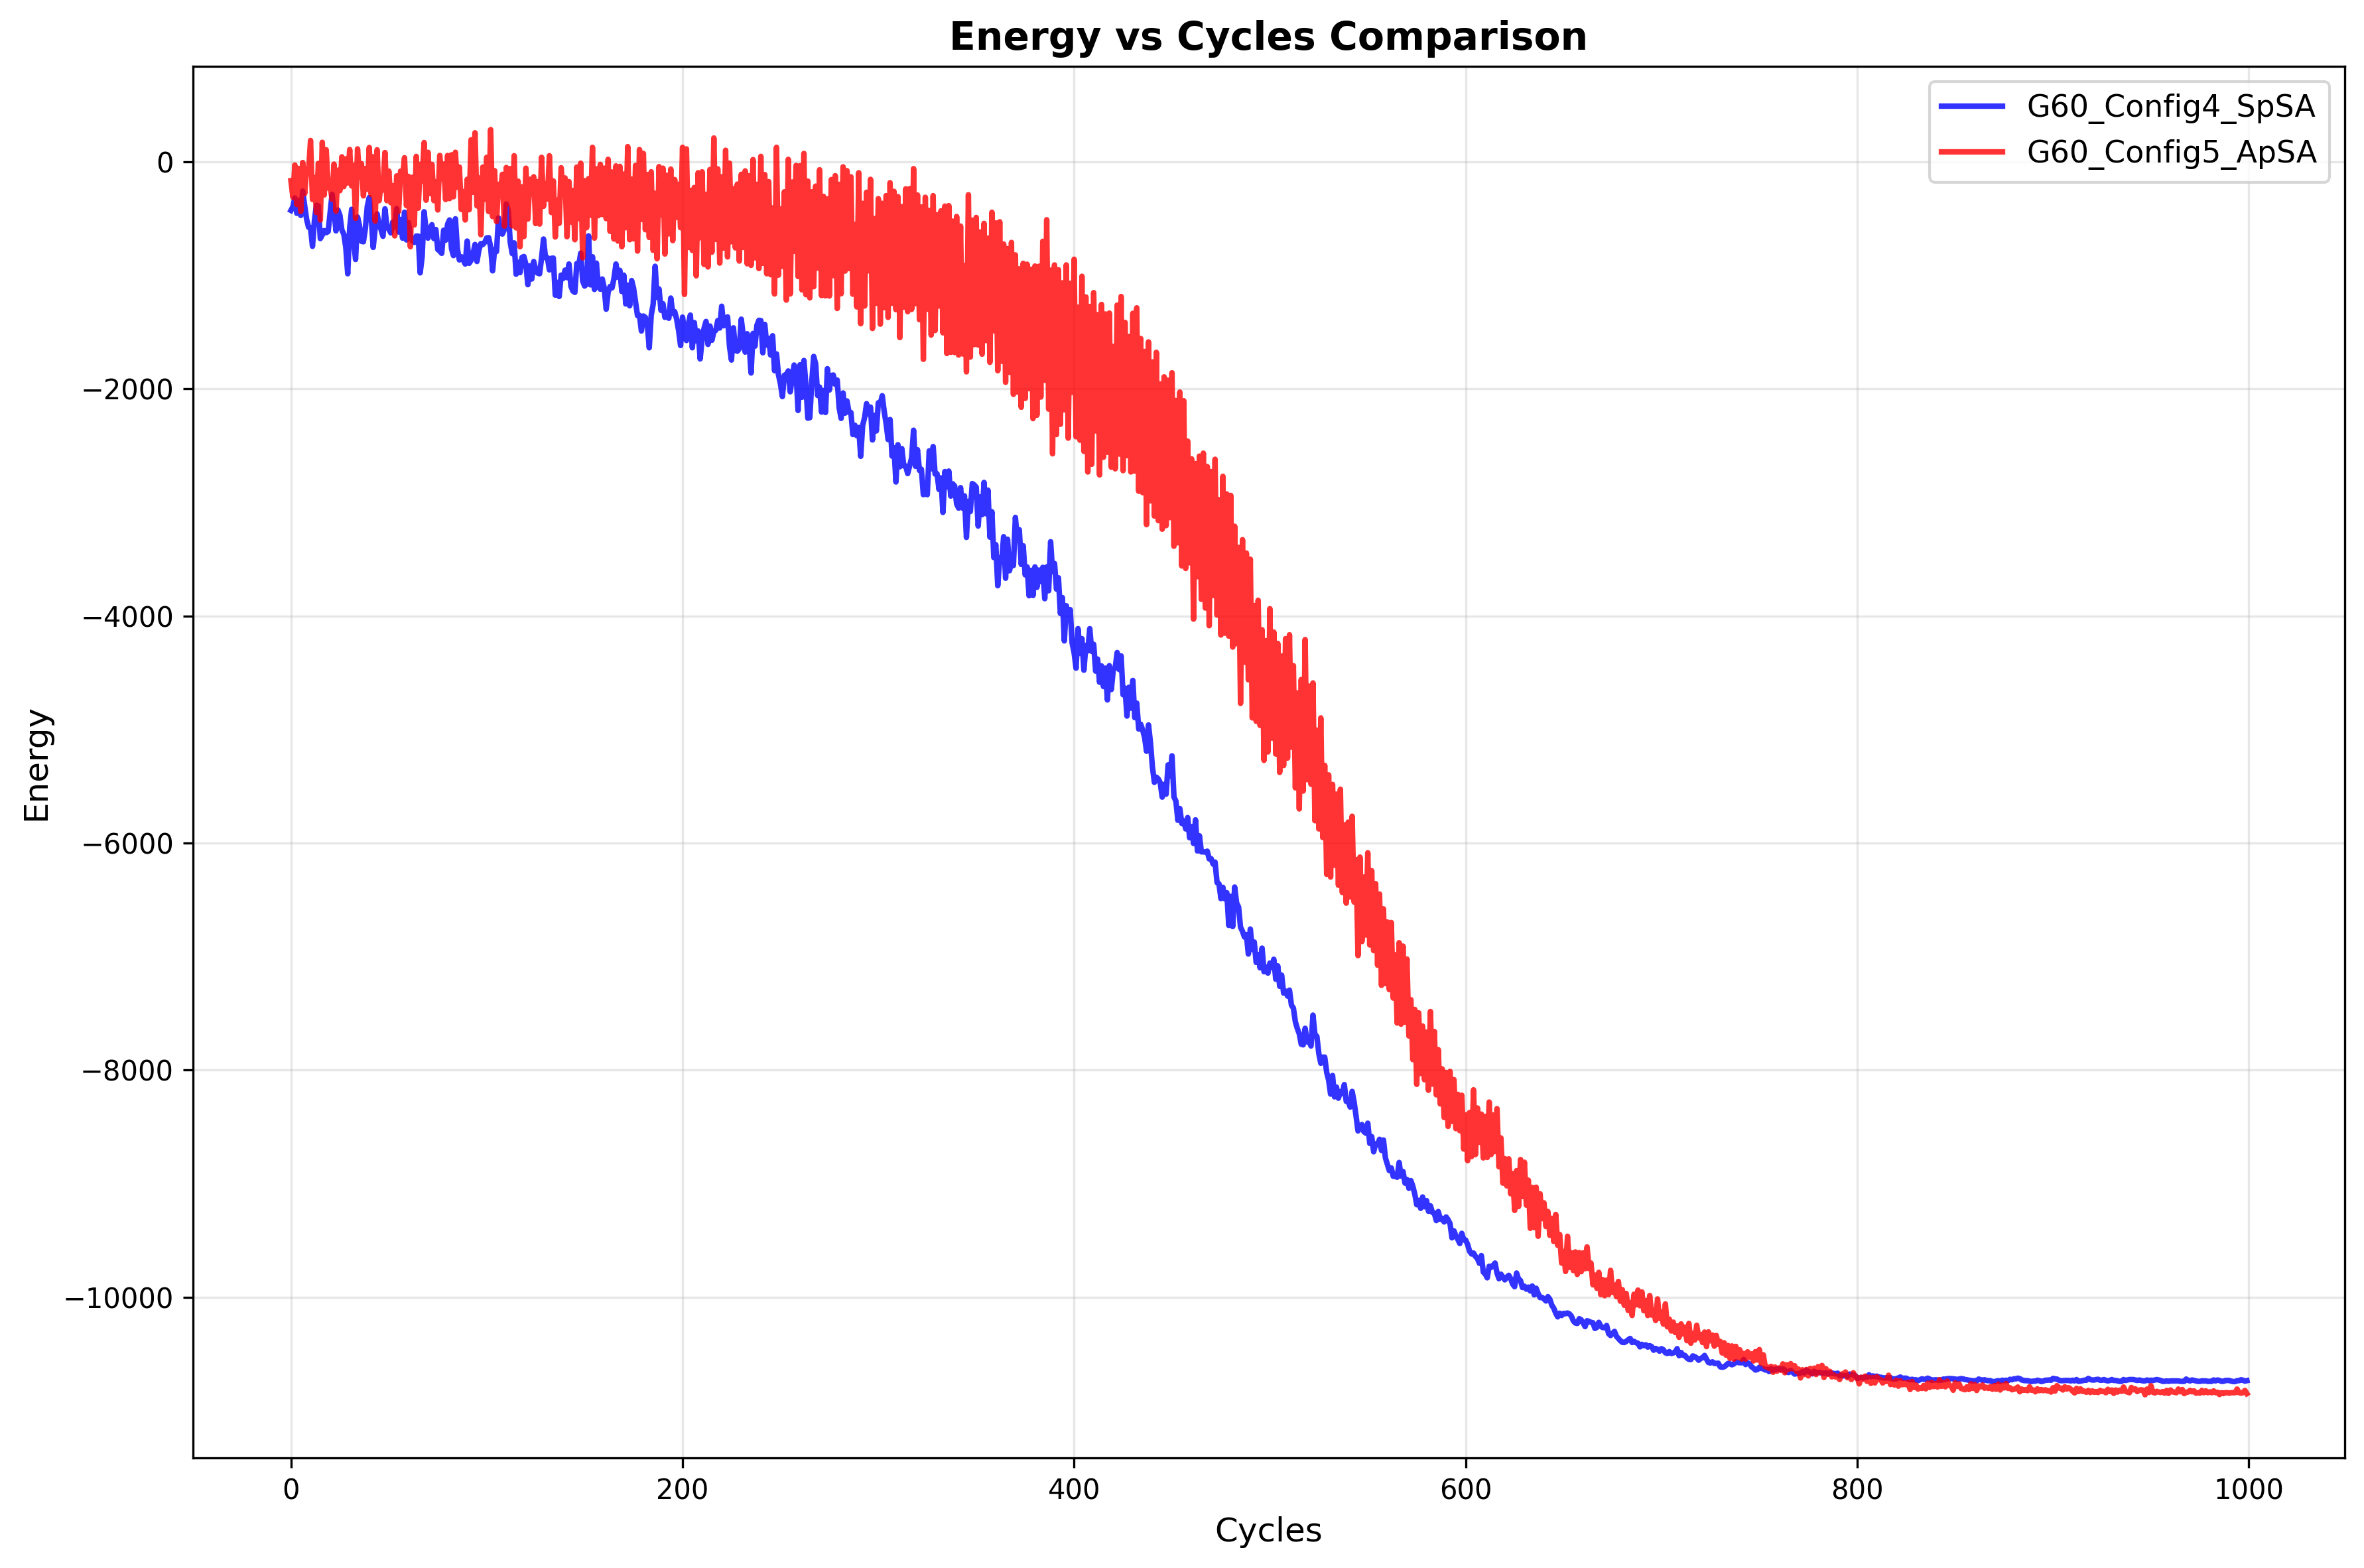 Energy vs Cycles Comparison
G60_Config4_SpSA
G60_Config5_ApSA
0
−2000
−4000
−6000
−8000
−10000
Energy
0 200 400 600 800 1000
Cycles